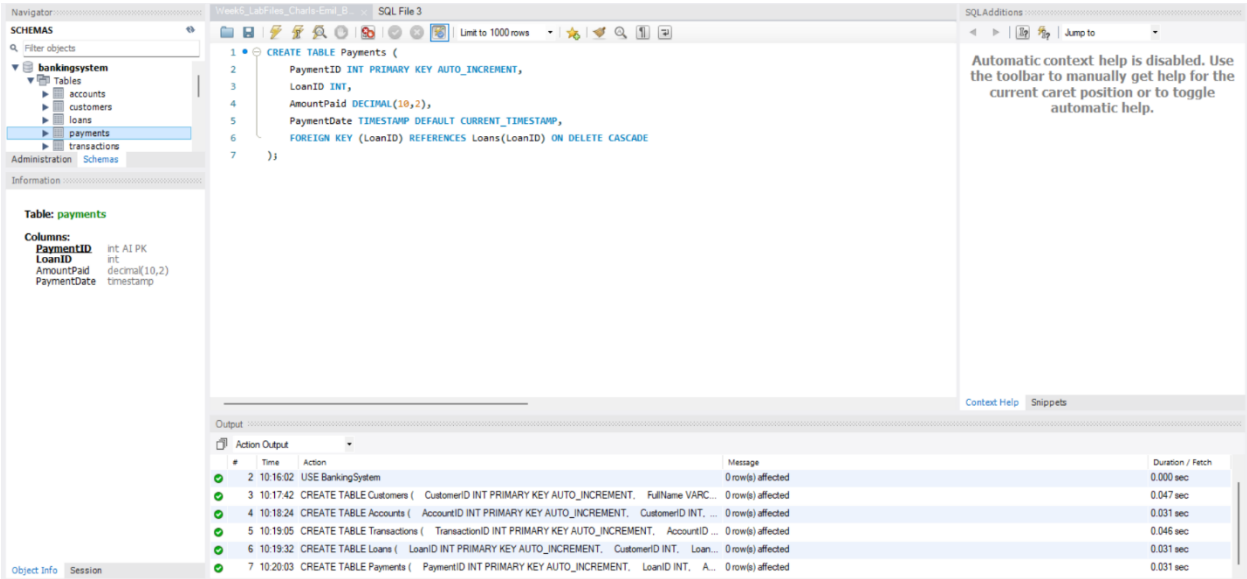 Navigator
SCHEMAS
Filter objects
bankingsystem
Tables
accounts
customers
loans
payments
transactions
Administration Schemas
Information
Table: payments
Columns:
PaymentID int AI PK
LoanID int
AmountPaid decimal(10,2)
PaymentDate timestamp
Object Info Session
Week6_LabFiles_Charls-Emil_B... SQL File 3
Limit to 1000 rows
1 CREATE TABLE Payments (
2 PaymentID INT PRIMARY KEY AUTO_INCREMENT,
3 LoanID INT,
4 AmountPaid DECIMAL(10,2),
5 PaymentDate TIMESTAMP DEFAULT CURRENT_TIMESTAMP,
6 FOREIGN KEY (LoanID) REFERENCES Loans(LoanID) ON DELETE CASCADE
7 );
SQLAdditions
Jump to
Automatic context help is disabled. Use
the toolbar to manually get help for the
current caret position or to toggle
automatic help.
Context Help Snippets
Output
Action Output
# Time Action Message Duration / Fetch
2 10:16:02 USE BankingSystem 0 row(s) affected 0.000 sec
3 10:17:42 CREATE TABLE Customers ( CustomerID INT PRIMARY KEY AUTO_INCREMENT, FullName VARC... 0 row(s) affected 0.047 sec
4 10:18:24 CREATE TABLE Accounts ( AccountID INT PRIMARY KEY AUTO_INCREMENT, CustomerID INT, ... 0 row(s) affected 0.031 sec
5 10:19:05 CREATE TABLE Transactions ( TransactionID INT PRIMARY KEY AUTO_INCREMENT, AccountID ... 0 row(s) affected 0.046 sec
6 10:19:32 CREATE TABLE Loans ( LoanID INT PRIMARY KEY AUTO_INCREMENT, CustomerID INT, Loan... 0 row(s) affected 0.031 sec
7 10:20:03 CREATE TABLE Payments ( PaymentID INT PRIMARY KEY AUTO_INCREMENT, LoanID INT, A... 0 row(s) affected 0.031 sec